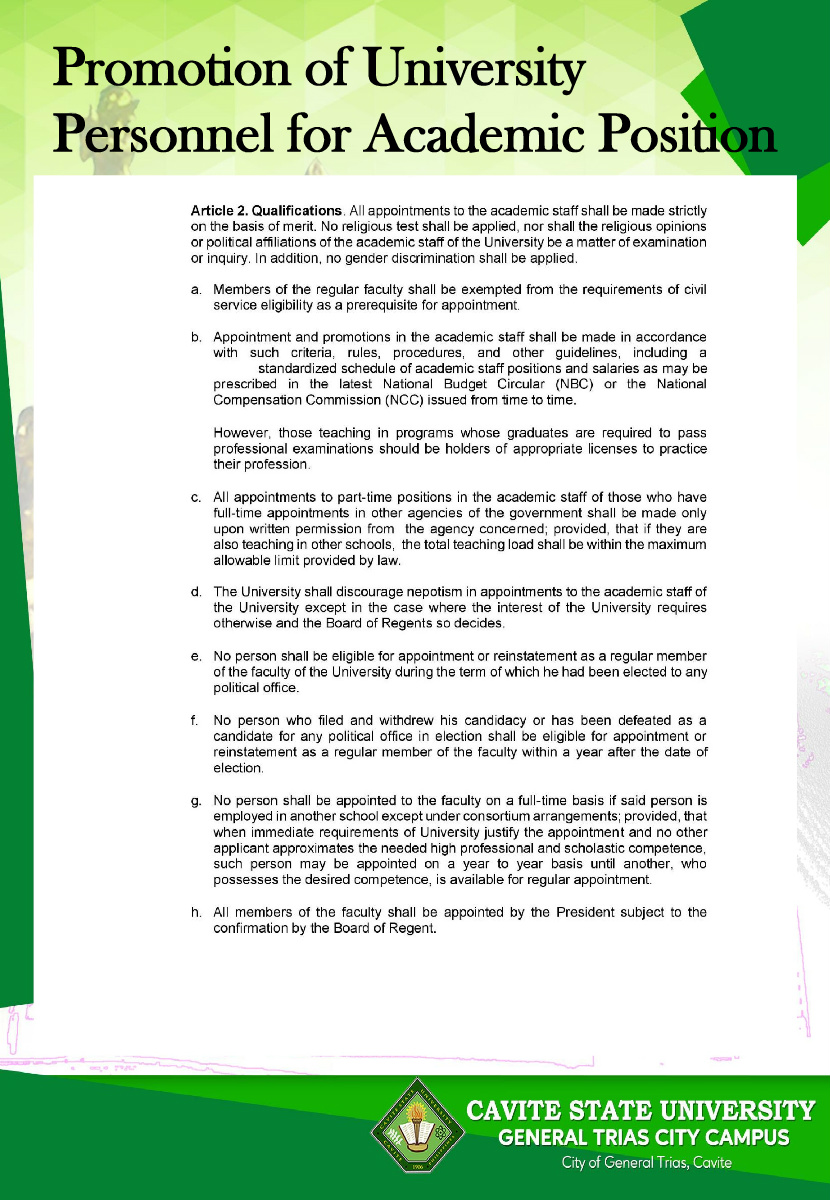 Promotion of University
Personnel for Academic Position
Article 2. Qualifications. All appointments to the academic staff shall be made strictly
on the basis of merit. No religious test shall be applied, nor shall the religious opinions
or political affiliations of the academic staff of the University be a matter of examination
or inquiry. In addition, no gender discrimination shall be applied.
a. Members of the regular faculty shall be exempted from the requirements of civil
service eligibility as a prerequisite for appointment.
b. Appointment and promotions in the academic staff shall be made in accordance
with such criteria, rules, procedures, and other guidelines, including a
standardized schedule of academic staff positions and salaries as may be
prescribed in the latest National Budget Circular (NBC) or the National
Compensation Commission (NCC) issued from time to time.
However, those teaching in programs whose graduates are required to pass
professional examinations should be holders of appropriate licenses to practice
their profession.
c. All appointments to part-time positions in the academic staff of those who have
full-time appointments in other agencies of the government shall be made only
upon written permission from the agency concerned; provided, that if they are
also teaching in other schools, the total teaching load shall be within the maximum
allowable limit provided by law.
d. The University shall discourage nepotism in appointments to the academic staff of
the University except in the case where the interest of the University requires
otherwise and the Board of Regents so decides.
e. No person shall be eligible for appointment or reinstatement as a regular member
of the faculty of the University during the term of which he had been elected to any
political office.
f. No person who filed and withdrew his candidacy or has been defeated as a
candidate for any political office in election shall be eligible for appointment or
reinstatement as a regular member of the faculty within a year after the date of
election.
g. No person shall be appointed to the faculty on a full-time basis if said person is
employed in another school except under consortium arrangements; provided, that
when immediate requirements of University justify the appointment and no other
applicant approximates the needed high professional and scholastic competence,
such person may be appointed on a year to year basis until another, who
possesses the desired competence, is available for regular appointment.
h. All members of the faculty shall be appointed by the President subject to the
confirmation by the Board of Regent.
CAVITE STATE UNIVERSITY
GENERAL TRIAS CITY CAMPUS
City of General Trias, Cavite
1906